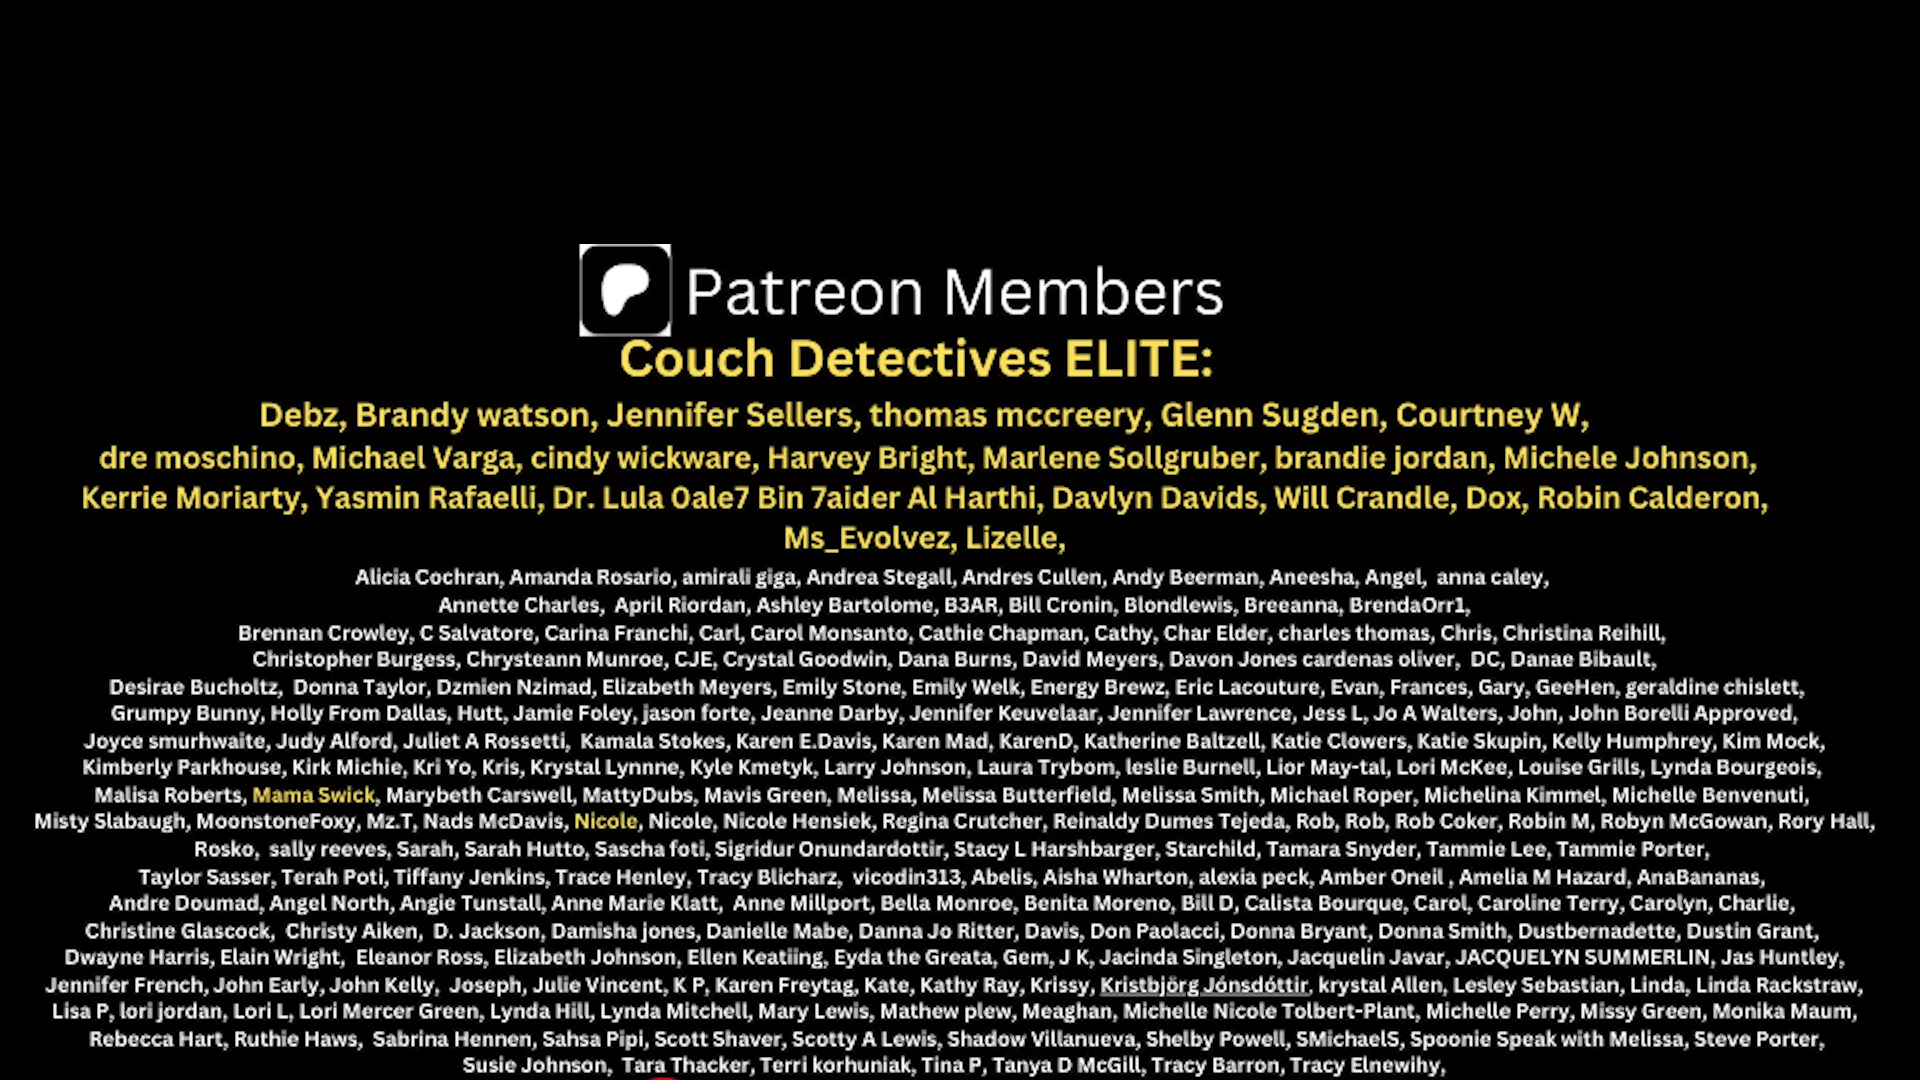 Patreon Members
Couch Detectives ELITE:
Debz, Brandy watson, Jennifer Sellers, thomas mccreery, Glenn Sugden, Courtney W,
dre moschino, Michael Varga, cindy wickware, Harvey Bright, Marlene Sollgruber, brandie jordan, Michele Johnson,
Kerrie Moriarty, Yasmin Rafaelli, Dr. Lula 0ale7 Bin 7aider Al Harthi, Davlyn Davids, Will Crandle, Dox, Robin Calderon,
Ms_Evolvez, Lizelle,
Alicia Cochran, Amanda Rosario, amirali giga, Andrea Stegall, Andres Cullen, Andy Beerman, Aneesha, Angel, anna caley,
Annette Charles, April Riordan, Ashley Bartolome, B3AR, Bill Cronin, Blondlewis, Breeanna, BrendaOrr1,
Brennan Crowley, C Salvatore, Carina Franchi, Carl, Carol Monsanto, Cathie Chapman, Cathy, Char Elder, charles thomas, Chris, Christina Reihill,
Christopher Burgess, Chrysteann Munroe, CJE, Crystal Goodwin, Dana Burns, David Meyers, Davon Jones cardenas oliver, DC, Danae Bibault,
Desirae Bucholtz, Donna Taylor, Dzmien Nzimad, Elizabeth Meyers, Emily Stone, Emily Welk, Energy Brewz, Eric Lacouture, Evan, Frances, Gary, GeeHen, geraldine chislett,
Grumpy Bunny, Holly From Dallas, Hutt, Jamie Foley, jason forte, Jeanne Darby, Jennifer Keuvelaar, Jennifer Lawrence, Jess L, Jo A Walters, John, John Borelli Approved,
Joyce smurhwaite, Judy Alford, Juliet A Rossetti, Kamala Stokes, Karen E.Davis, Karen Mad, KarenD, Katherine Baltzell, Katie Clowers, Katie Skupin, Kelly Humphrey, Kim Mock,
Kimberly Parkhouse, Kirk Michie, Kri Yo, Kris, Krystal Lynnne, Kyle Kmetyk, Larry Johnson, Laura Trybom, leslie Burnell, Lior May-tal, Lori McKee, Louise Grills, Lynda Bourgeois,
Malisa Roberts, Mama Swick, Marybeth Carswell, MattyDubs, Mavis Green, Melissa, Melissa Butterfield, Melissa Smith, Michael Roper, Michelina Kimmel, Michelle Benvenuti,
Misty Slabaugh, MoonstoneFoxy, Mz.T, Nads McDavis, Nicole, Nicole, Nicole Hensiek, Regina Crutcher, Reinaldy Dumes Tejeda, Rob, Rob, Rob Coker, Robin M, Robyn McGowan, Rory Hall,
Rosko, sally reeves, Sarah, Sarah Hutto, Sascha foti, Sigridur Onundardottir, Stacy L Harshbarger, Starchild, Tamara Snyder, Tammie Lee, Tammie Porter,
Taylor Sasser, Terah Poti, Tiffany Jenkins, Trace Henley, Tracy Blicharz, vicodin313, Abelis, Aisha Wharton, alexia peck, Amber Oneil , Amelia M Hazard, AnaBananas,
Andre Doumad, Angel North, Angie Tunstall, Anne Marie Klatt, Anne Millport, Bella Monroe, Benita Moreno, Bill D, Calista Bourque, Carol, Caroline Terry, Carolyn, Charlie,
Christine Glascock, Christy Aiken, D. Jackson, Damisha jones, Danielle Mabe, Danna Jo Ritter, Davis, Don Paolacci, Donna Bryant, Donna Smith, Dustbernadette, Dustin Grant,
Dwayne Harris, Elain Wright, Eleanor Ross, Elizabeth Johnson, Ellen Keatiing, Eyda the Greata, Gem, J K, Jacinda Singleton, Jacquelin Javar, JACQUELYN SUMMERLIN, Jas Huntley,
Jennifer French, John Early, John Kelly, Joseph, Julie Vincent, K P, Karen Freytag, Kate, Kathy Ray, Krissy, Kristbjörg Jónsdóttir, krystal Allen, Lesley Sebastian, Linda, Linda Rackstraw,
Lisa P, lori jordan, Lori L, Lori Mercer Green, Lynda Hill, Lynda Mitchell, Mary Lewis, Mathew plew, Meaghan, Michelle Nicole Tolbert-Plant, Michelle Perry, Missy Green, Monika Maum,
Rebecca Hart, Ruthie Haws, Sabrina Hennen, Sahsa Pipi, Scott Shaver, Scotty A Lewis, Shadow Villanueva, Shelby Powell, SMichaelS, Spoonie Speak with Melissa, Steve Porter,
Susie Johnson, Tara Thacker, Terri korhuniak, Tina P, Tanya D McGill, Tracy Barron, Tracy Elnewihy,